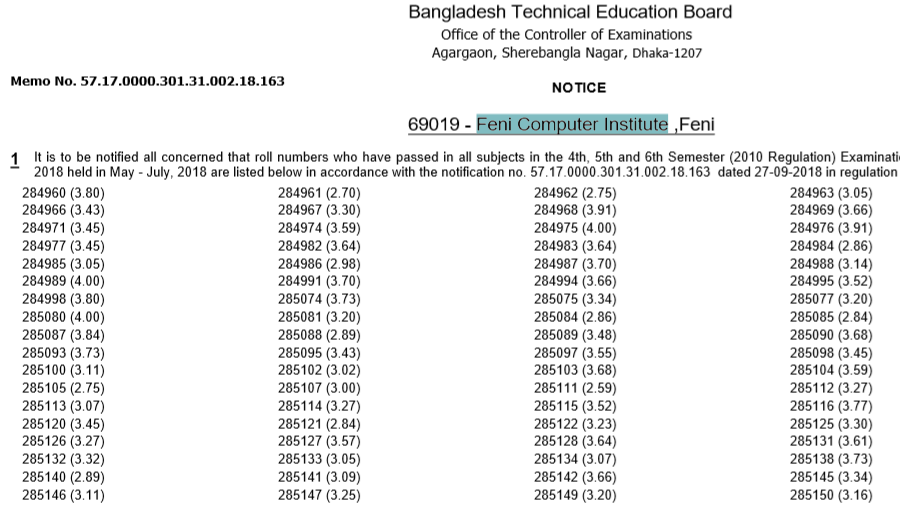 Bangladesh Technical Education Board
Office of the Controller of Examinations
Agargaon, Sherebangla Nagar, Dhaka-1207
Memo No. 57.17.0000.301.31.002.18.163
NOTICE
69019 - Feni Computer Institute ,Feni
1 It is to be notified all concerned that roll numbers who have passed in all subjects in the 4th, 5th and 6th Semester (2010 Regulation) Examinati
2018 held in May - July, 2018 are listed below in accordance with the notification no. 57.17.0000.301.31.002.18.163 dated 27-09-2018 in regulation
284960 (3.80) 284961 (2.70) 284962 (2.75) 284963 (3.05)
284966 (3.43) 284967 (3.30) 284968 (3.91) 284969 (3.66)
284971 (3.45) 284974 (3.59) 284975 (4.00) 284976 (3.91)
284977 (3.45) 284982 (3.64) 284983 (3.64) 284984 (2.86)
284985 (3.05) 284986 (2.98) 284987 (3.70) 284988 (3.14)
284989 (4.00) 284991 (3.70) 284994 (3.66) 284995 (3.52)
284998 (3.80) 285074 (3.73) 285075 (3.34) 285077 (3.20)
285080 (4.00) 285081 (3.20) 285084 (2.86) 285085 (2.84)
285087 (3.84) 285088 (2.89) 285089 (3.48) 285090 (3.68)
285093 (3.73) 285095 (3.43) 285097 (3.55) 285098 (3.45)
285100 (3.11) 285102 (3.02) 285103 (3.68) 285104 (3.59)
285105 (2.75) 285107 (3.00) 285111 (2.59) 285112 (3.27)
285113 (3.07) 285114 (3.27) 285115 (3.52) 285116 (3.77)
285120 (3.45) 285121 (2.84) 285122 (3.23) 285125 (3.30)
285126 (3.27) 285127 (3.57) 285128 (3.64) 285131 (3.61)
285132 (3.32) 285133 (3.05) 285134 (3.07) 285138 (3.73)
285140 (2.89) 285141 (3.09) 285142 (3.66) 285145 (3.34)
285146 (3.11) 285147 (3.25) 285149 (3.20) 285150 (3.16)